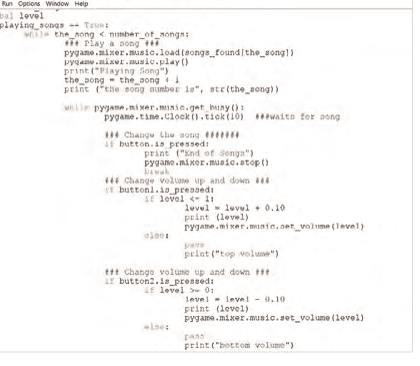 Run Options Window Help
bal level
playing_songs == True:
while the_song < number_of_songs:
### Play a song ###
pygame.mixer.music.load(songs_found[the_song])
pygame.mixer.music.play()
print("Playing Song")
the_song = the_song + 1
print ("the song number is", str(the_song))
while pygame.mixer.music.get_busy():
pygame.time.Clock().tick(10) ###waits for song
### Change the song #######
if button.is_pressed:
print ("End of Songs")
pygame.mixer.music.stop()
break
### Change volume up and down ###
if button1.is_pressed:
if level <= 1:
level = level + 0.10
print (level)
pygame.mixer.music.set_volume(level)
else:
pass
print("top volume")
### Change volume up and down ###
if button2.is_pressed:
if level >= 0:
level = level - 0.10
print (level)
pygame.mixer.music.set_volume(level)
else:
pass
print("bottom volume")